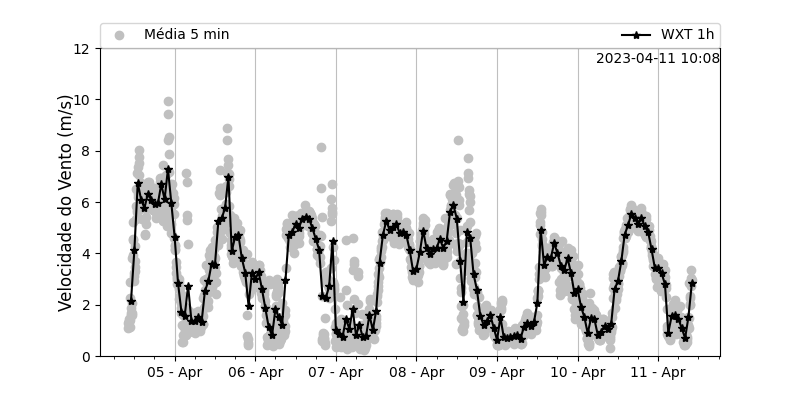 Média 5 min
WXT 1h
2023-04-11 10:08
Velocidade do Vento (m/s)
12
10
8
6
4
2
0
05 - Apr
06 - Apr
07 - Apr
08 - Apr
09 - Apr
10 - Apr
11 - Apr